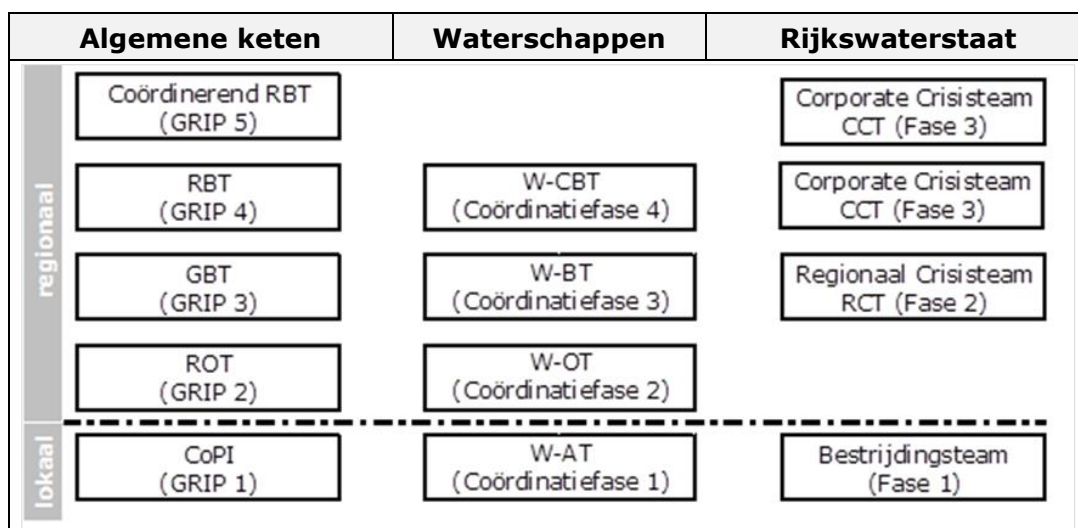 Algemene keten Waterschappen Rijkswaterstaat
regionaal
Coördinerend RBT
(GRIP 5)
Corporate Crisisteam
CCT (Fase 3)
RBT
(GRIP 4)
W-CBT
(Coördinatiefase 4)
Corporate Crisisteam
CCT (Fase 3)
GBT
(GRIP 3)
W-BT
(Coördinatiefase 3)
Regionaal Crisisteam
RCT (Fase 2)
ROT
(GRIP 2)
W-OT
(Coördinatiefase 2)
lokaal
CoPI
(GRIP 1)
W-AT
(Coördinatiefase 1)
Bestrijdingsteam
(Fase 1)